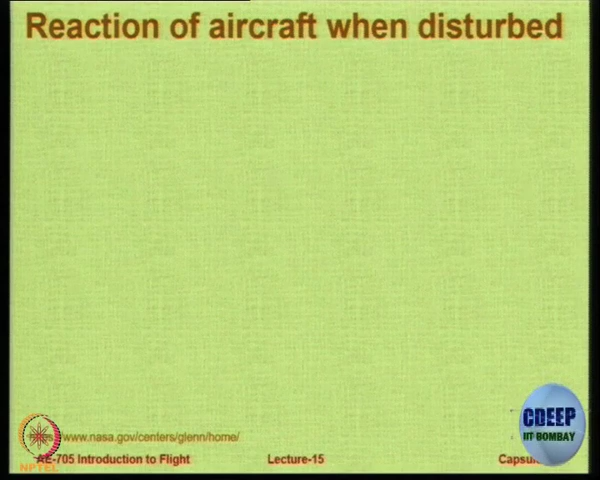 Reaction of aircraft when disturbed
CDEEP
IIT BOMBAY
www.nasa.gov/centers/glenn/home/
NPTEL
AE-705 Introduction to Flight
Lecture-15